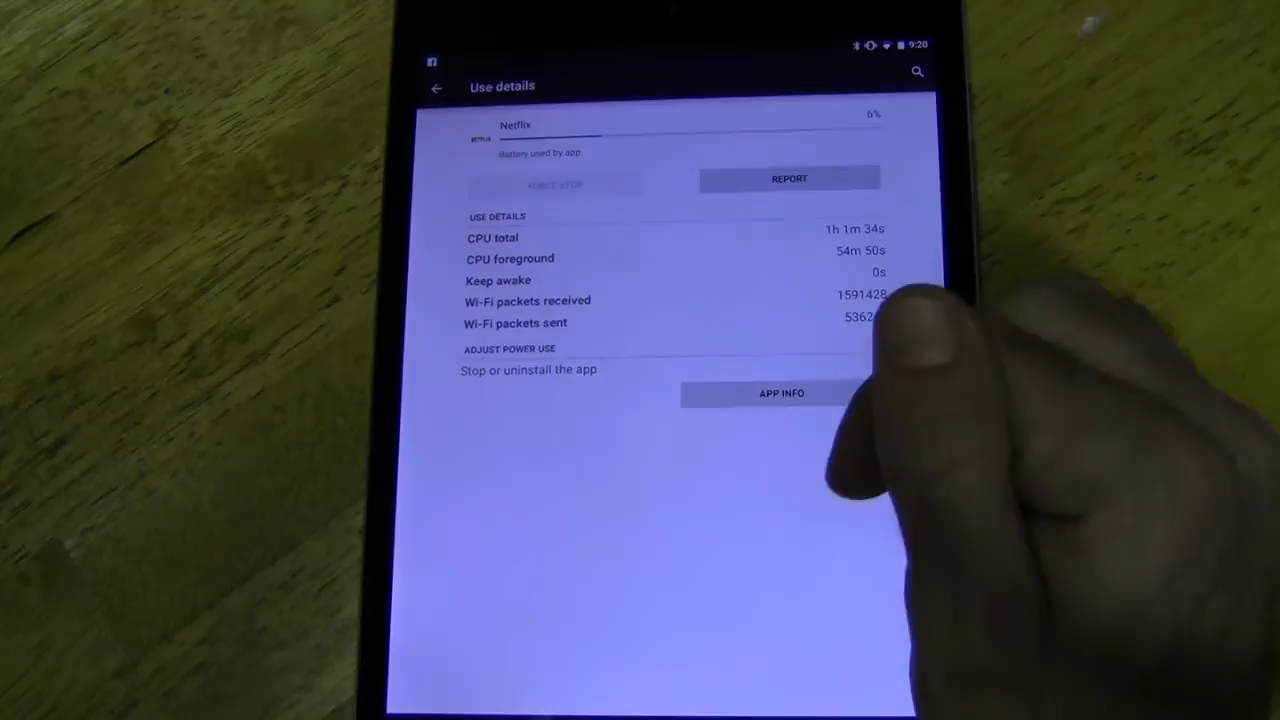 9:20
Use details
Netflix 6%
NETFLIX
Battery used by app
FORCE STOP REPORT
USE DETAILS
CPU total 1h 1m 34s
CPU foreground 54m 50s
Keep awake 0s
Wi-Fi packets received 1591428
Wi-Fi packets sent
ADJUST POWER USE
Stop or uninstall the app
APP INFO